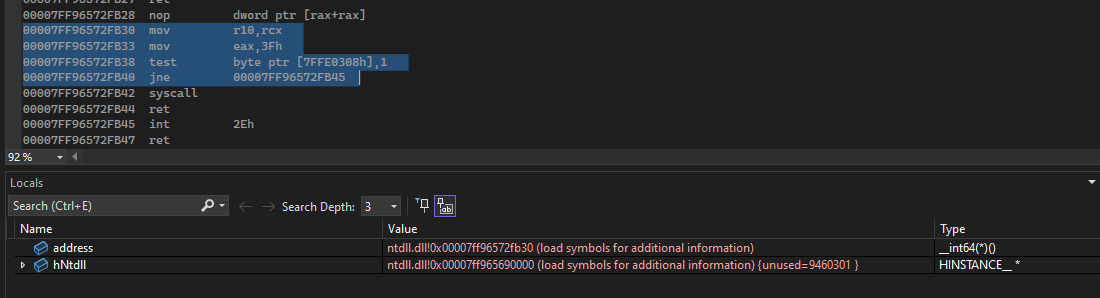 00007FF96572FB27 ret
00007FF96572FB28 nop dword ptr [rax+rax]
00007FF96572FB30 mov r10,rcx
00007FF96572FB33 mov eax,3Fh
00007FF96572FB38 test byte ptr [7FFE0308h],1
00007FF96572FB40 jne 00007FF96572FB45
00007FF96572FB42 syscall
00007FF96572FB44 ret
00007FF96572FB45 int 2Eh
00007FF96572FB47 ret
92 %
Locals
Search (Ctrl+E) Search Depth: 3
Name Value Type
address ntdll.dll!0x00007ff96572fb30 (load symbols for additional information) __int64(*)()
hNtdll ntdll.dll!0x00007ff965690000 (load symbols for additional information) {unused=9460301 } HINSTANCE__ *